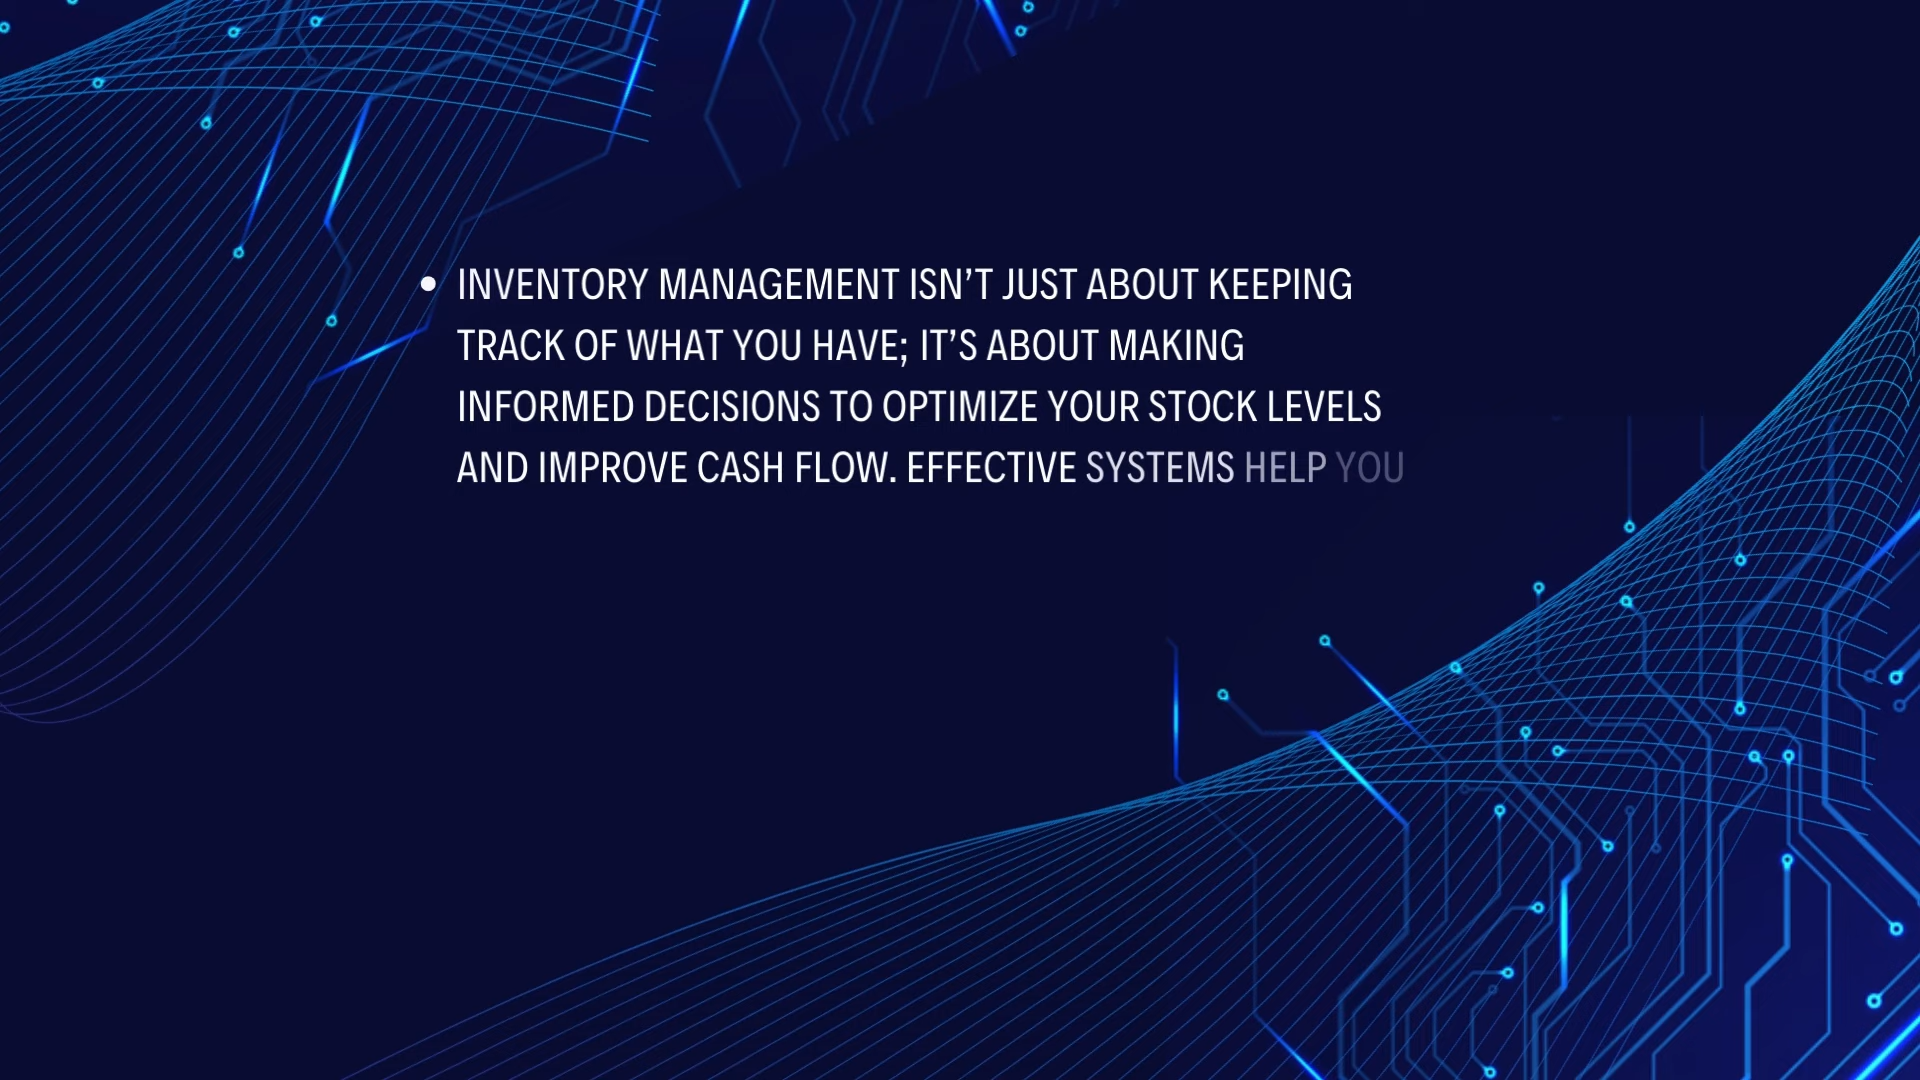 • INVENTORY MANAGEMENT ISN’T JUST ABOUT KEEPING
TRACK OF WHAT YOU HAVE; IT’S ABOUT MAKING
INFORMED DECISIONS TO OPTIMIZE YOUR STOCK LEVELS
AND IMPROVE CASH FLOW. EFFECTIVE SYSTEMS HELP YOU